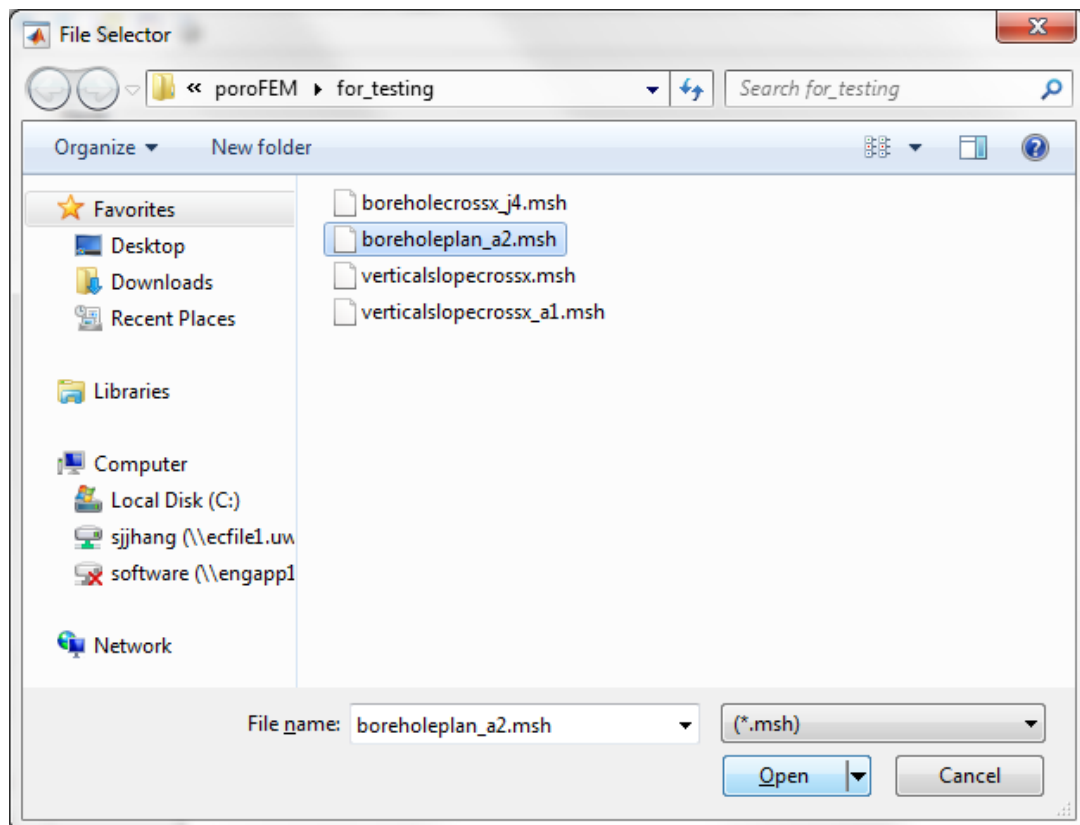 File Selector
« poroFEM ▸ for_testing
Search for_testing
Organize
New folder
Favorites
Desktop
Downloads
Recent Places
Libraries
Computer
Local Disk (C:)
sjjhang (\\ecfile1.uw
software (\\engapp1
Network
boreholecrossx_j4.msh
boreholeplan_a2.msh
verticalslopecrossx.msh
verticalslopecrossx_a1.msh
File name: boreholeplan_a2.msh
(*.msh)
Open
Cancel